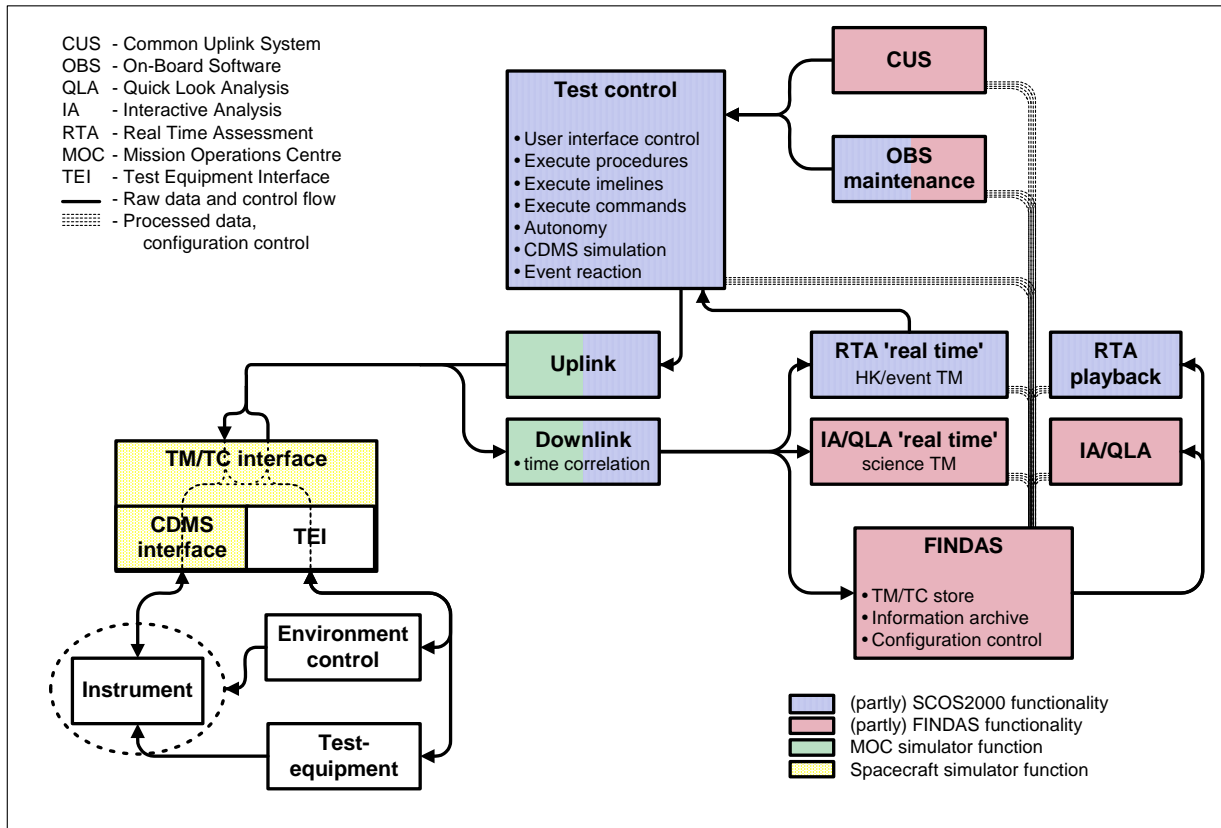 CUS - Common Uplink System
OBS - On-Board Software
QLA - Quick Look Analysis
IA - Interactive Analysis
RTA - Real Time Assessment
MOC - Mission Operations Centre
TEI - Test Equipment Interface
- Raw data and control flow
- Processed data,
configuration control
Test control
• User interface control
• Execute procedures
• Execute imelines
• Execute commands
• Autonomy
• CDMS simulation
• Event reaction
CUS
OBS
maintenance
Uplink
Downlink
• time correlation
RTA 'real time'
HK/event TM
RTA
playback
IA/QLA 'real time'
science TM
IA/QLA
TM/TC interface
CDMS
interface
TEI
FINDAS
• TM/TC store
• Information archive
• Configuration control
Environment
control
Instrument
Test-
equipment
(partly) SCOS2000 functionality
(partly) FINDAS functionality
MOC simulator function
Spacecraft simulator function